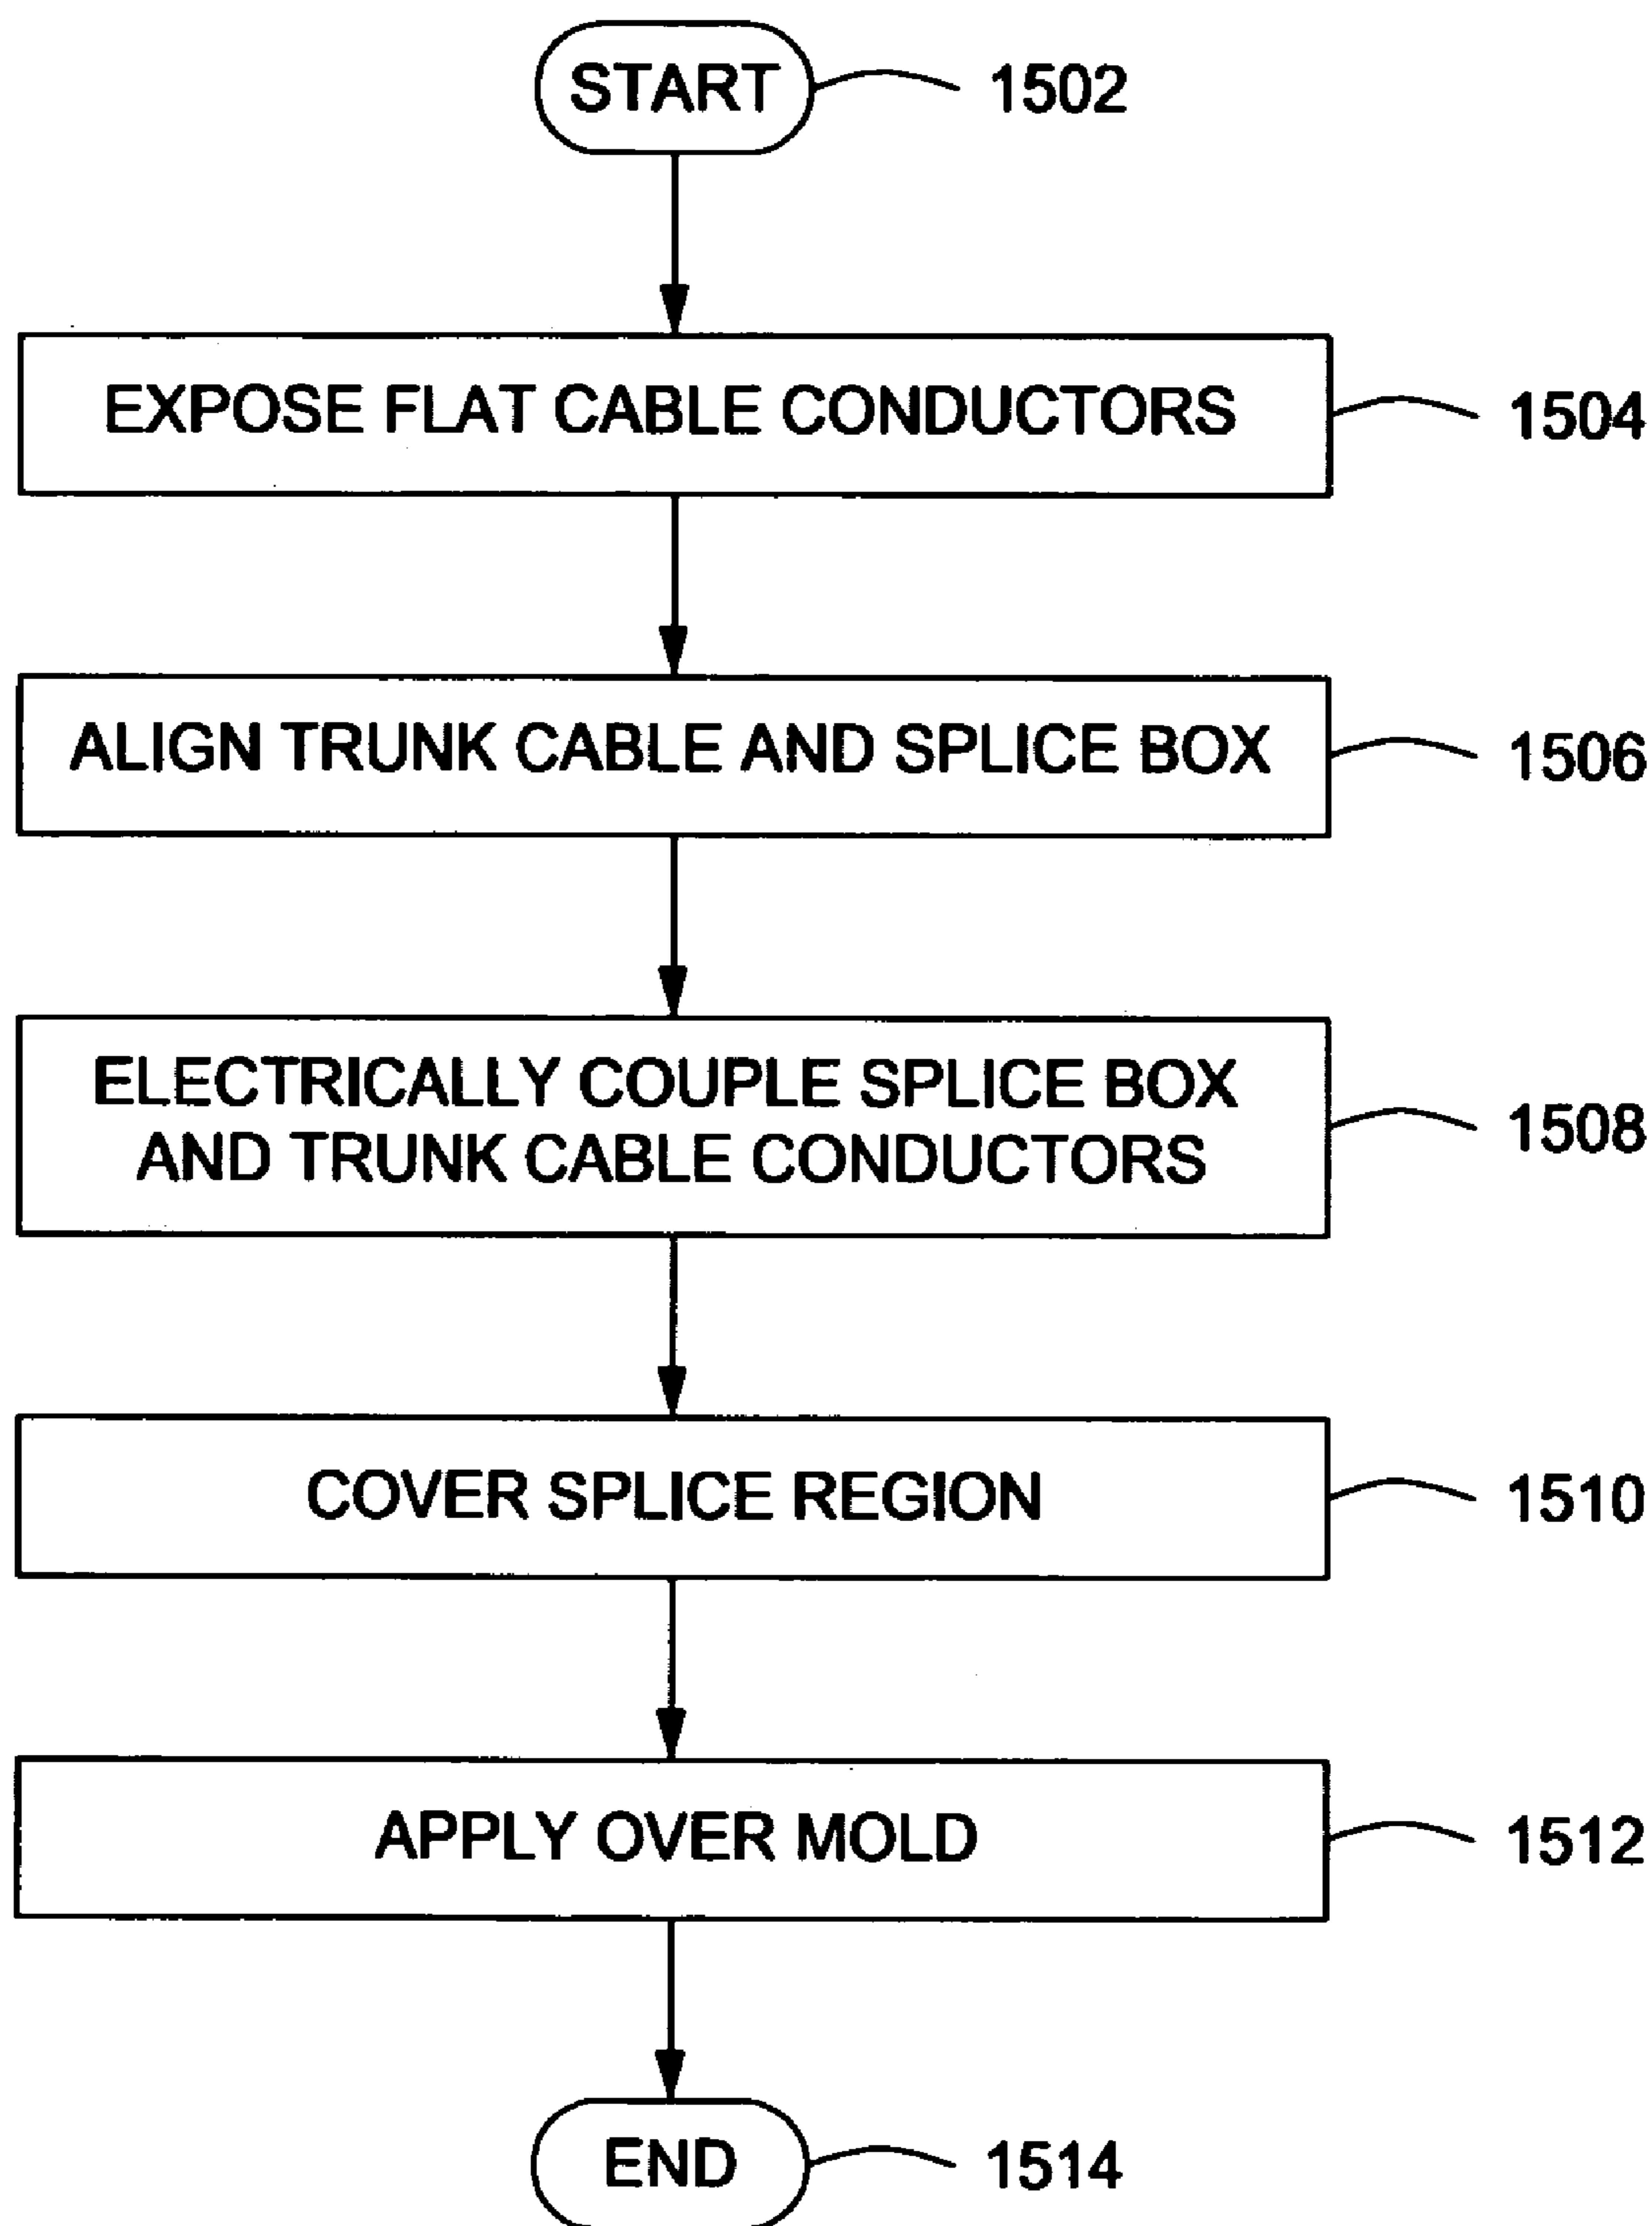 START
1502
EXPOSE FLAT CABLE CONDUCTORS
1504
ALIGN TRUNK CABLE AND SPLICE BOX
1506
ELECTRICALLY COUPLE SPLICE BOX
AND TRUNK CABLE CONDUCTORS
1508
COVER SPLICE REGION
1510
APPLY OVER MOLD
1512
END
1514